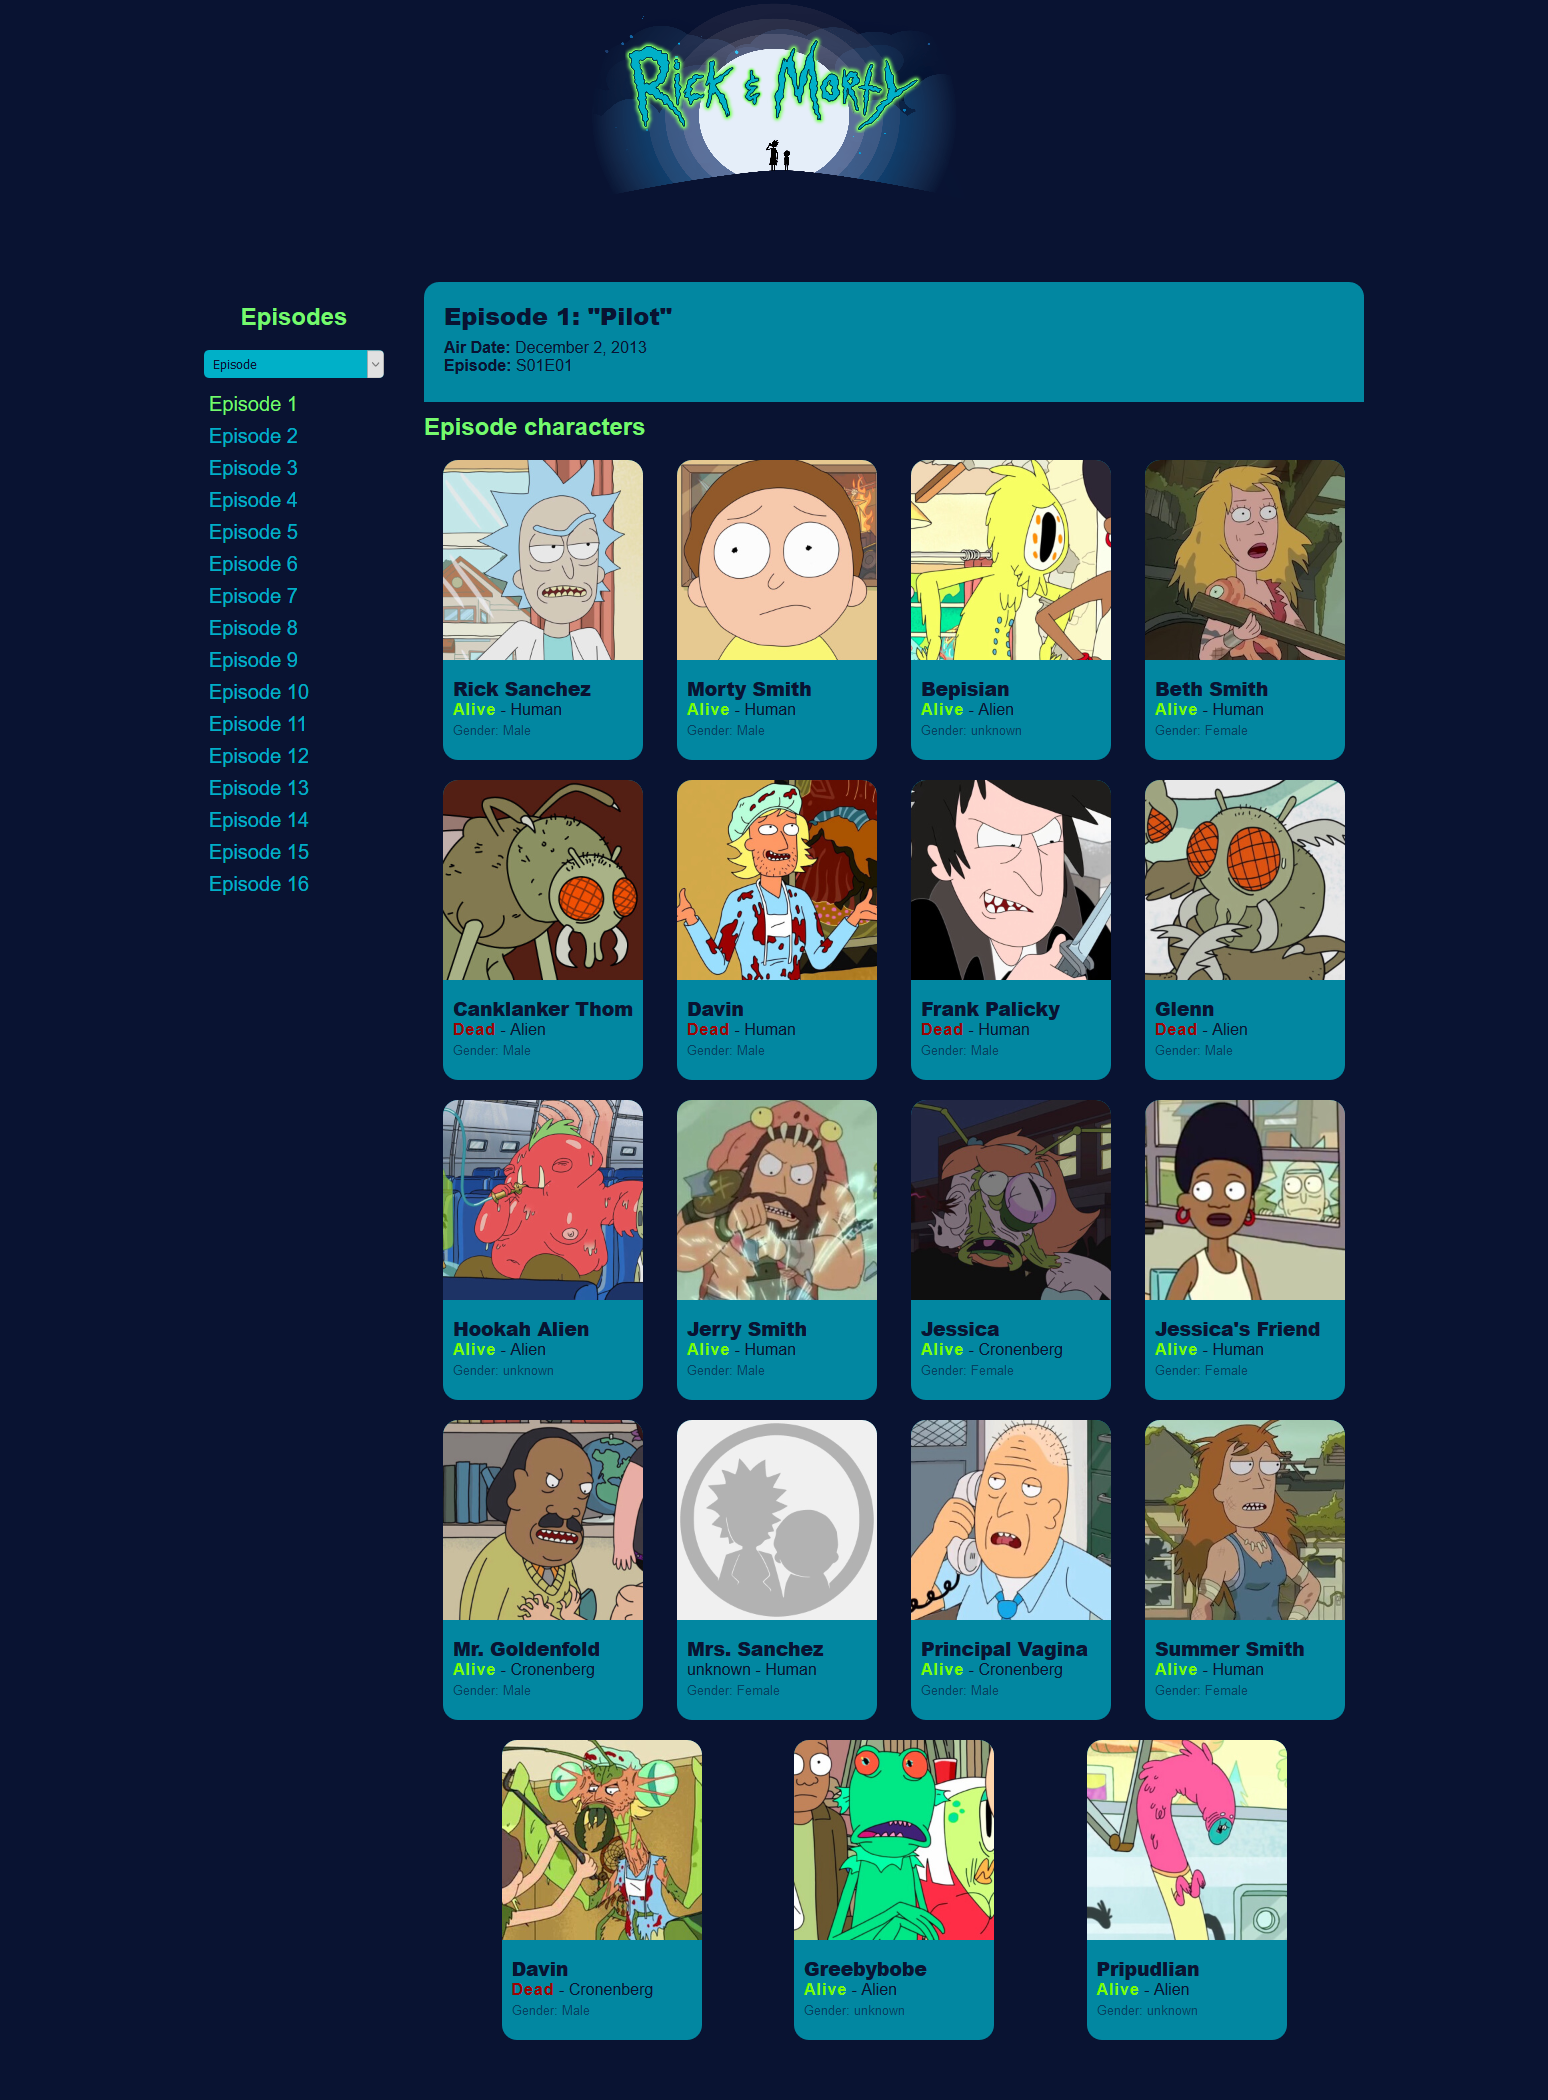 Rick & Morty
Episodes
Episode
Episode 1
Episode 2
Episode 3
Episode 4
Episode 5
Episode 6
Episode 7
Episode 8
Episode 9
Episode 10
Episode 11
Episode 12
Episode 13
Episode 14
Episode 15
Episode 16
Episode 1: "Pilot"
Air Date: December 2, 2013
Episode: S01E01
Episode characters
Rick Sanchez
Alive - Human
Gender: Male
Morty Smith
Alive - Human
Gender: Male
Bepisian
Alive - Alien
Gender: unknown
Beth Smith
Alive - Human
Gender: Female
Canklanker Thom
Dead - Alien
Gender: Male
Davin
Dead - Human
Gender: Male
Frank Palicky
Dead - Human
Gender: Male
Glenn
Dead - Alien
Gender: Male
Hookah Alien
Alive - Alien
Gender: unknown
Jerry Smith
Alive - Human
Gender: Male
Jessica
Alive - Cronenberg
Gender: Female
Jessica's Friend
Alive - Human
Gender: Female
Mr. Goldenfold
Alive - Cronenberg
Gender: Male
Mrs. Sanchez
unknown - Human
Gender: Female
Principal Vagina
Alive - Cronenberg
Gender: Male
Summer Smith
Alive - Human
Gender: Female
Davin
Dead - Cronenberg
Gender: Male
Greebybobe
Alive - Alien
Gender: unknown
Pripudlian
Alive - Alien
Gender: unknown